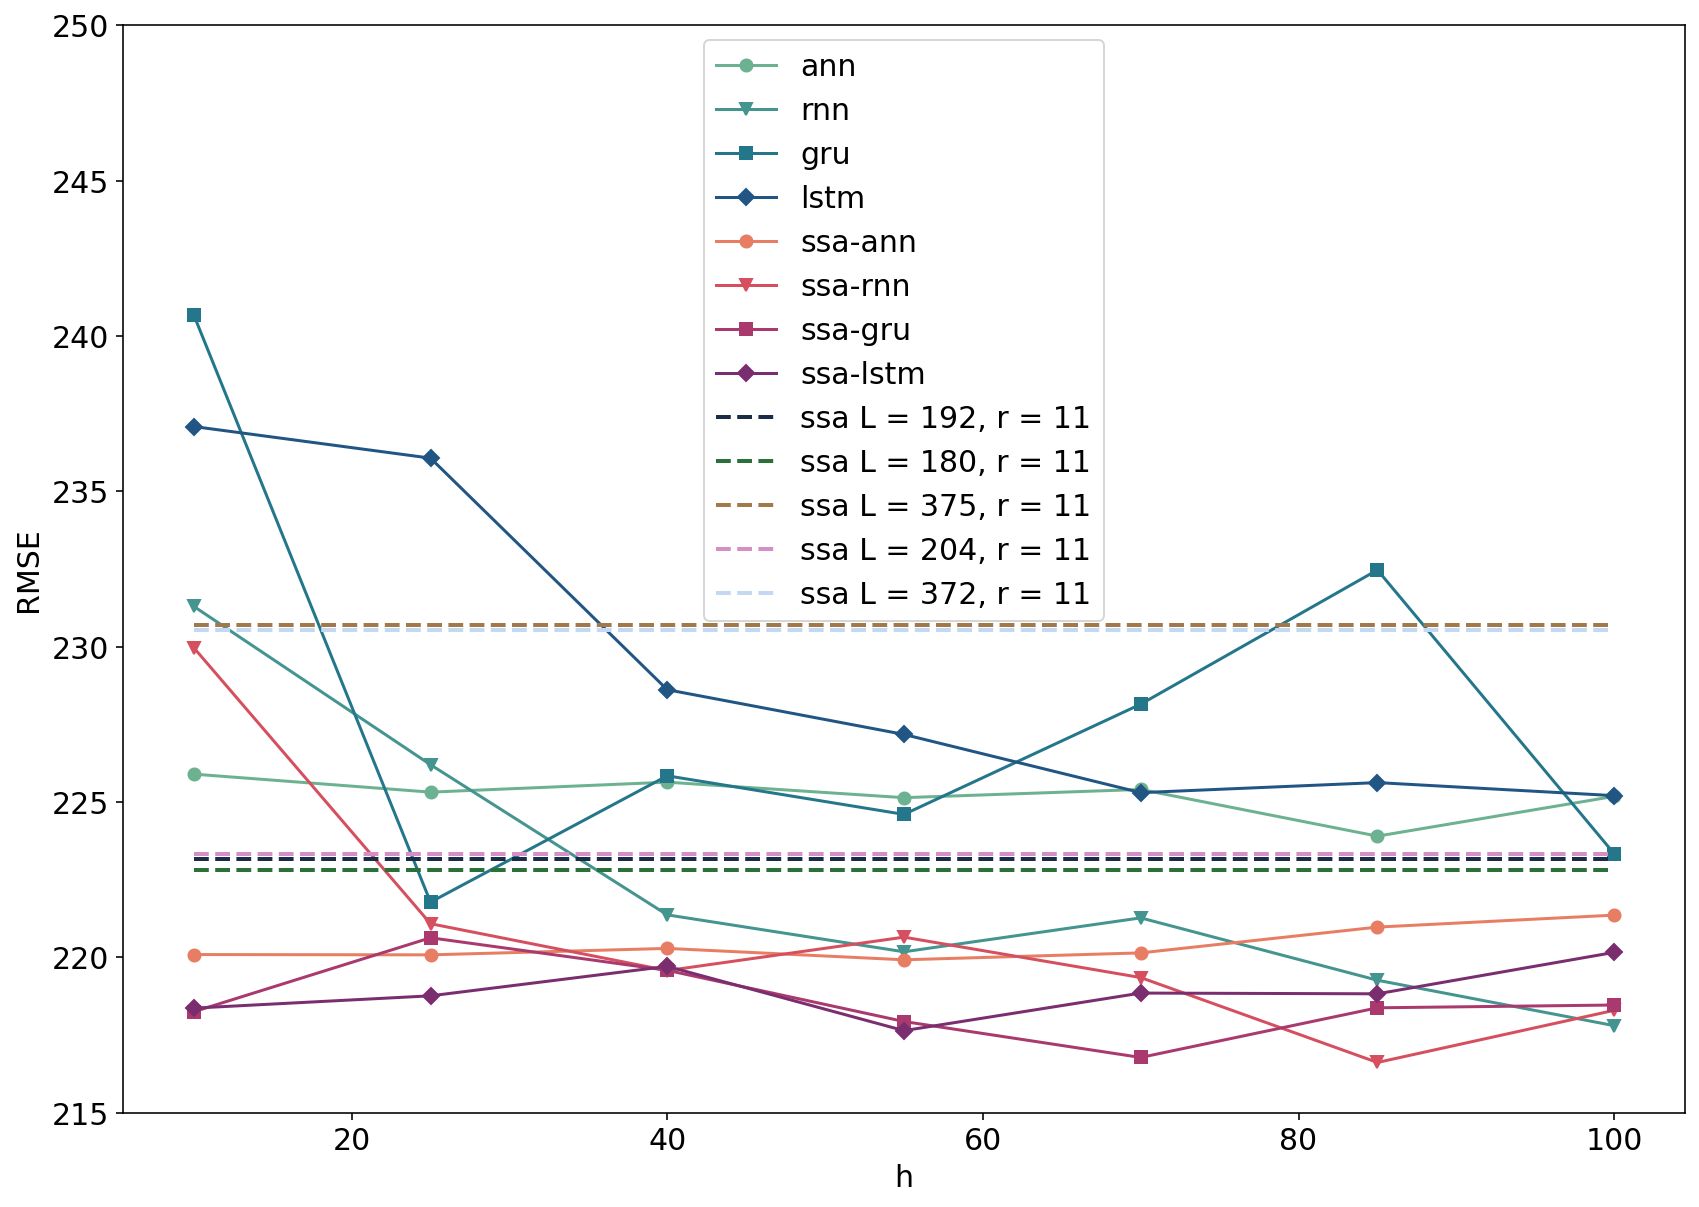 250
245
240
235
230
225
220
215
RMSE
ann
rnn
gru
lstm
ssa-ann
ssa-rnn
ssa-gru
ssa-lstm
ssa L = 192, r = 11
ssa L = 180, r = 11
ssa L = 375, r = 11
ssa L = 204, r = 11
ssa L = 372, r = 11
20
40
60
80
100
h